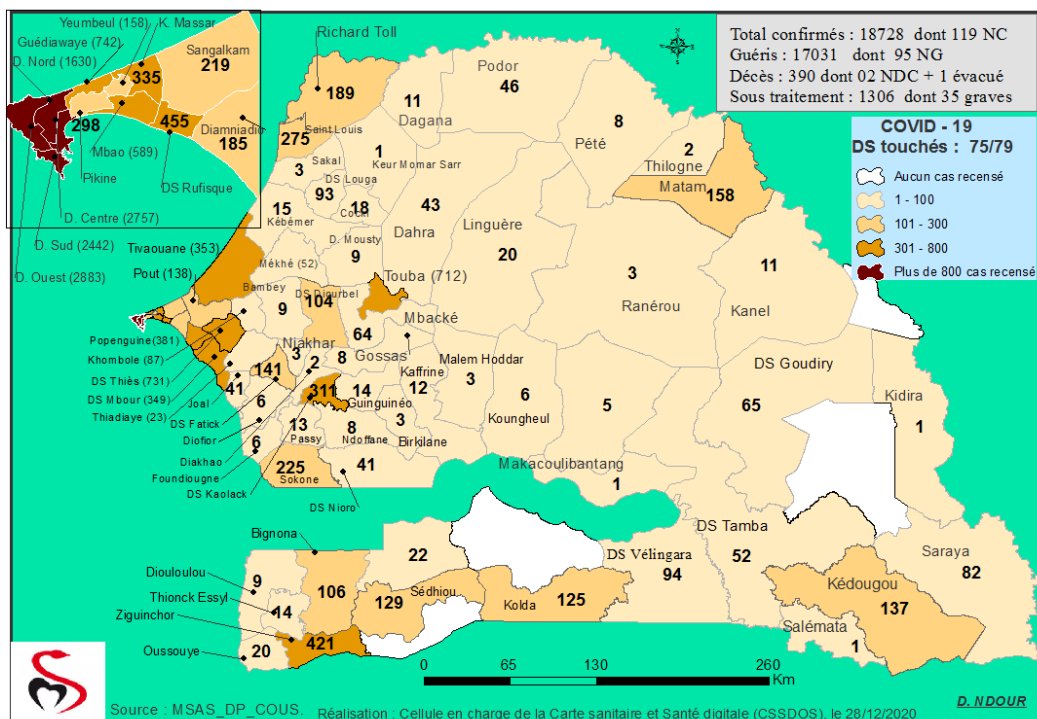 Yeumbeul (158)
K. Massar
Guédiawaye (742)
D. Nord (1630)
Sangalkam
219
335
298
455
Diamniadio
185
Mbao (589)
Pikine
DS Rufisque
D. Centre (2757)
D. Sud (2442)
D. Ouest (2883)
Total confirmés : 18728 dont 119 NC
Guéris : 17031 dont 95 NG
Décès : 390 dont 02 NDC + 1 évacué
Sous traitement : 1306 dont 35 graves
COVID - 19
DS touchés : 75/79
Aucun cas recensé
1 - 100
101 - 300
301 - 800
Plus de 800 cas recensé
Richard Toll
189
Podor
46
11
Dagana
8
Pété
2
Thilogne
Matam
158
Saint Louis
275
1
Keur Momar Sarr
Sakal
3
DS Louga
93
18
Coki
15
Kébémer
43
Dahra
Linguère
20
D. Mousty
9
3
Ranérou
11
Kanel
Tivaouane (353)
Pout (138)
Mékhé (52)
Bambey
9
DS Diourbel
104
Touba (712)
Mbacké
64
Popenguine(381)
Khombole (87)
DS Thiès (731)
DS Mbour (349)
Thiadiaye (23)
Joal
41
Niakhar
3
2
8
Gossas
141
DS Fatick
311
14
Guinguinéo
Kaffrine
12
Malem Hoddar
3
6
Koungheul
5
DS Goudiry
65
Kidira
1
6
Diofior
13
Passy
8
Ndoffane
3
Birkilane
6
Foundiougne
Diakhao
DS Kaolack
225
Sokone
41
DS Nioro
Makacoulibantang
1
Bignona
22
DS Vélingara
94
DS Tamba
52
Saraya
82
Diouloulou
9
Thionck Essyl
14
106
129
Sédhiou
Kolda
125
Kédougou
137
Salémata
1
Ziguinchor
421
Oussouye
20
0 65 130 260
Km
Source : MSAS_DP_COUS. Réalisation : Cellule en charge de la Carte sanitaire et Santé digitale (CSSDOS), le 28/12/2020
D. NDOUR